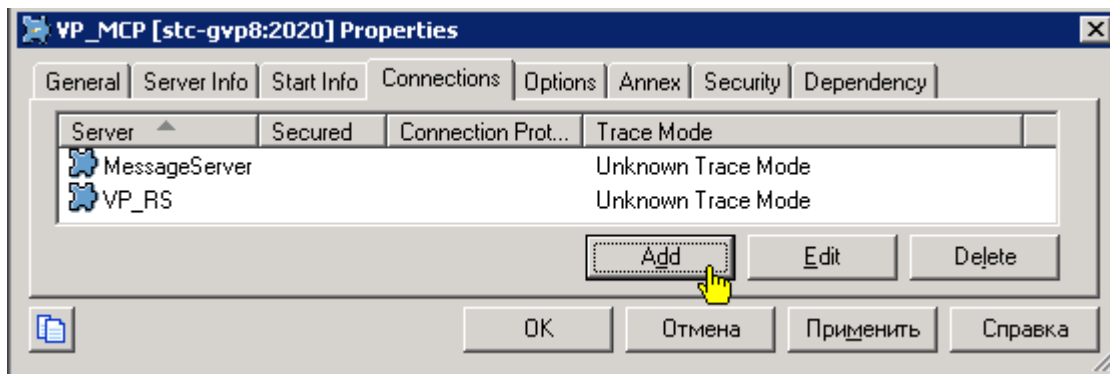 VP_MCP [stc-gvp8:2020] Properties
General Server Info Start Info Connections Options Annex Security Dependency
Server Secured Connection Prot... Trace Mode
MessageServer Unknown Trace Mode
VP_RS Unknown Trace Mode
Add Edit Delete
OK Отмена Применить Справка